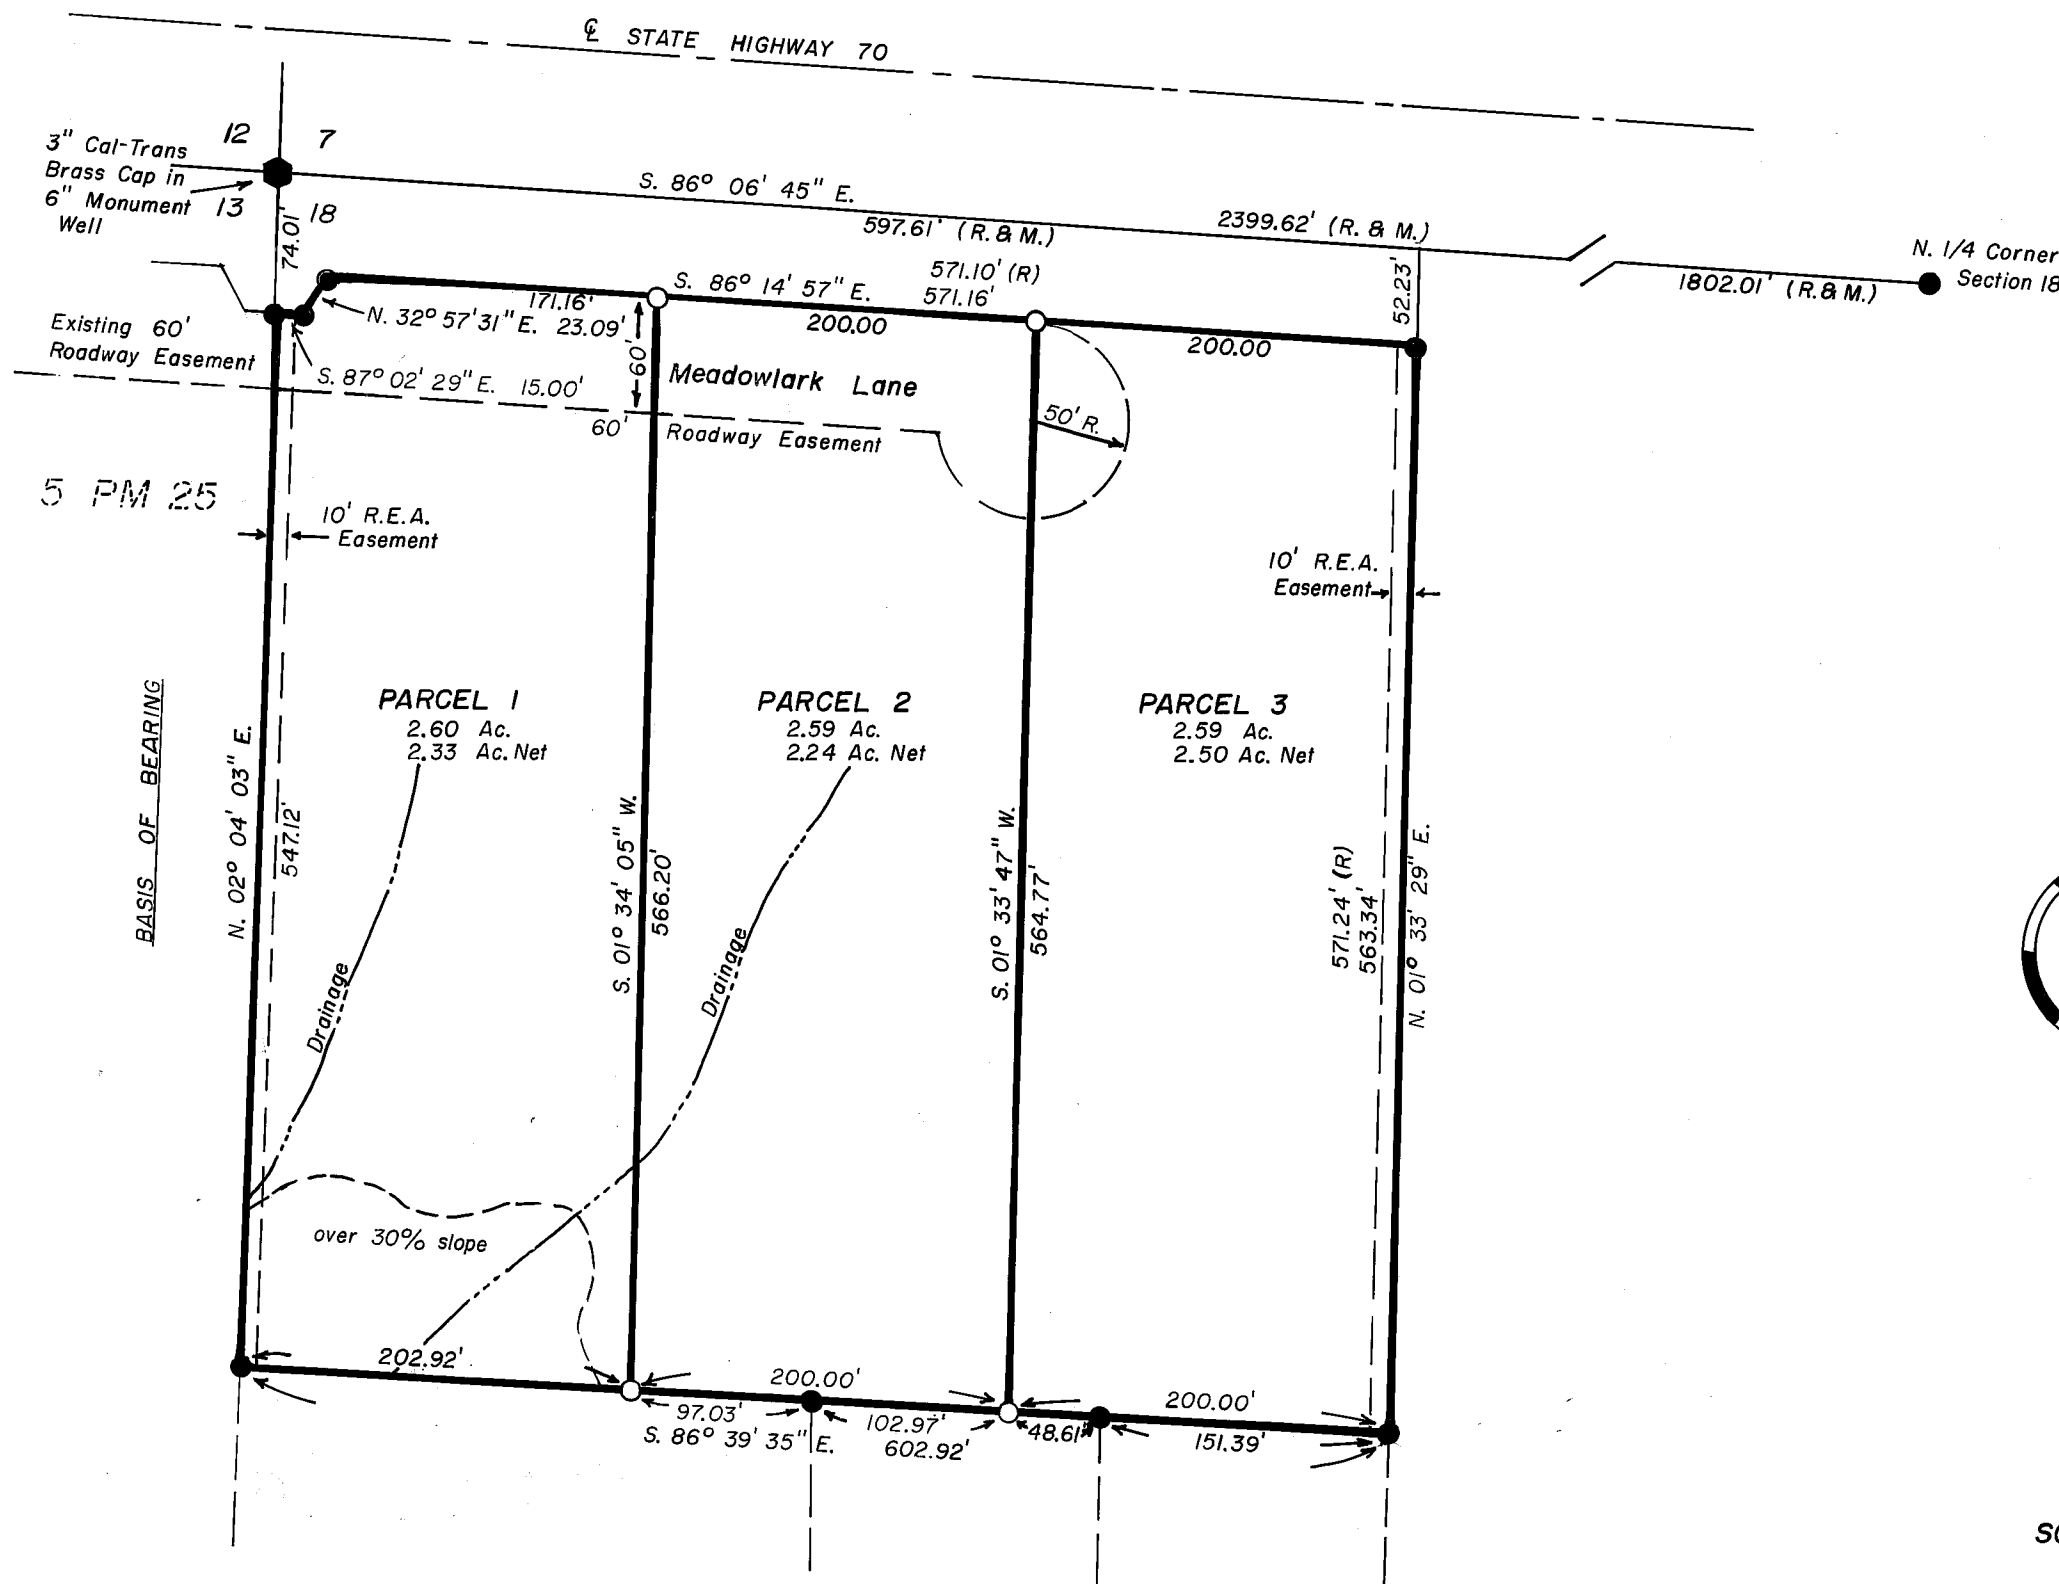 ℄ STATE HIGHWAY 70
12 7
3" Cal-Trans
Brass Cap in
6" Monument
Well
13 18
74.01'
S. 86° 06' 45" E.
597.61' (R. & M.)
2399.62' (R. & M.)
N. 1/4 Corner
Section 18
1802.01' (R. & M.)
52.23'
571.10' (R)
S. 86° 14' 57" E. 571.16'
171.16'
200.00
200.00
N. 32° 57' 31" E. 23.09'
Existing 60'
Roadway Easement
S. 87° 02' 29" E. 15.00'
60'
Meadowlark Lane
60' Roadway Easement
50' R.
5 PM 25
10' R.E.A.
Easement
10' R.E.A.
Easement
PARCEL 1
2.60 Ac.
2.33 Ac. Net
PARCEL 2
2.59 Ac.
2.24 Ac. Net
PARCEL 3
2.59 Ac.
2.50 Ac. Net
BASIS OF BEARING
N. 02° 04' 03" E.
547.12'
S. 01° 34' 05" W.
566.20'
S. 01° 33' 47" W.
564.77'
571.24' (R)
563.34'
N. 01° 33' 29" E.
Drainage
Drainage
over 30% slope
202.92'
200.00'
200.00'
97.03'
102.97'
48.61'
151.39'
S. 86° 39' 35" E. 602.92'